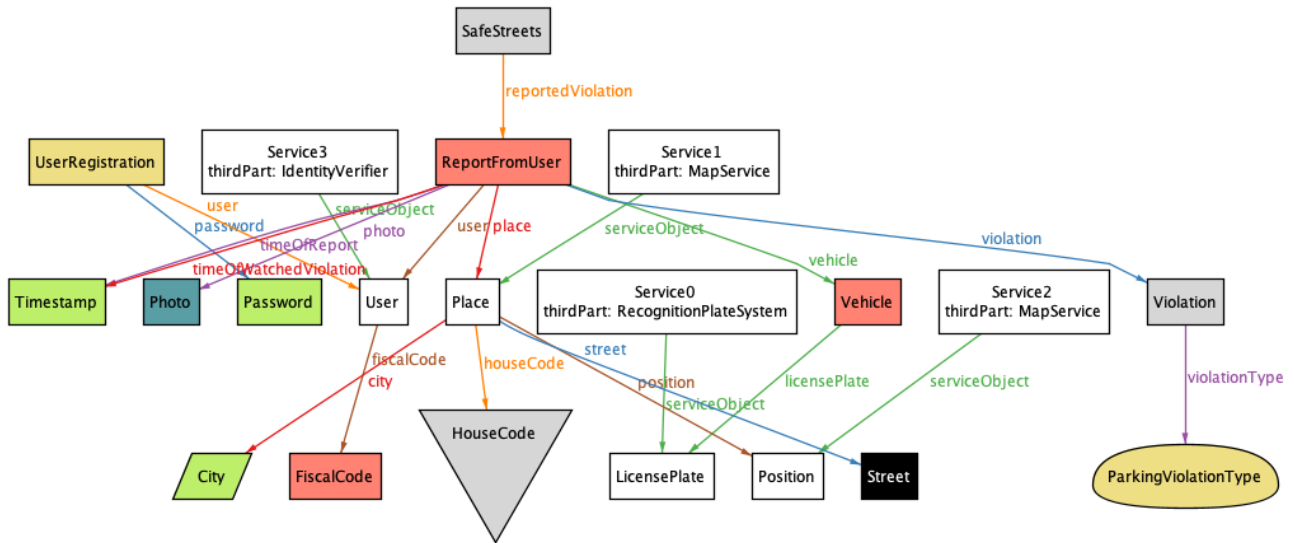 SafeStreets
reportedViolation
UserRegistration
Service3
thirdPart: IdentityVerifier
ReportFromUser
Service1
thirdPart: MapService
user
serviceObject
password
timeOfReport
photo
user
place
serviceObject
violation
vehicle
timeOfWatchedViolation
Timestamp
Photo
Password
User
Place
Service0
thirdPart: RecognitionPlateSystem
Vehicle
Service2
thirdPart: MapService
Violation
fiscalCode
city
houseCode
street
position
serviceObject
licensePlate
serviceObject
violationType
City
FiscalCode
HouseCode
LicensePlate
Position
Street
ParkingViolationType